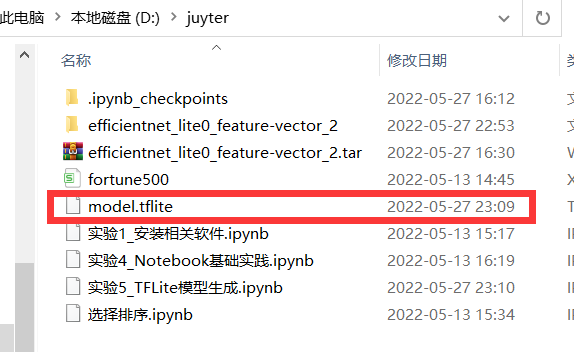 此电脑 > 本地磁盘 (D:) > juyter
名称 修改日期
.ipynb_checkpoints 2022-05-27 16:12
efficientnet_lite0_feature-vector_2 2022-05-27 22:53
efficientnet_lite0_feature-vector_2.tar 2022-05-27 16:30
fortune500 2022-05-13 14:45
model.tflite 2022-05-27 23:09
实验1_安装相关软件.ipynb 2022-05-13 15:17
实验4_Notebook基础实践.ipynb 2022-05-13 16:19
实验5_TFLite模型生成.ipynb 2022-05-27 23:10
选择排序.ipynb 2022-05-13 15:34